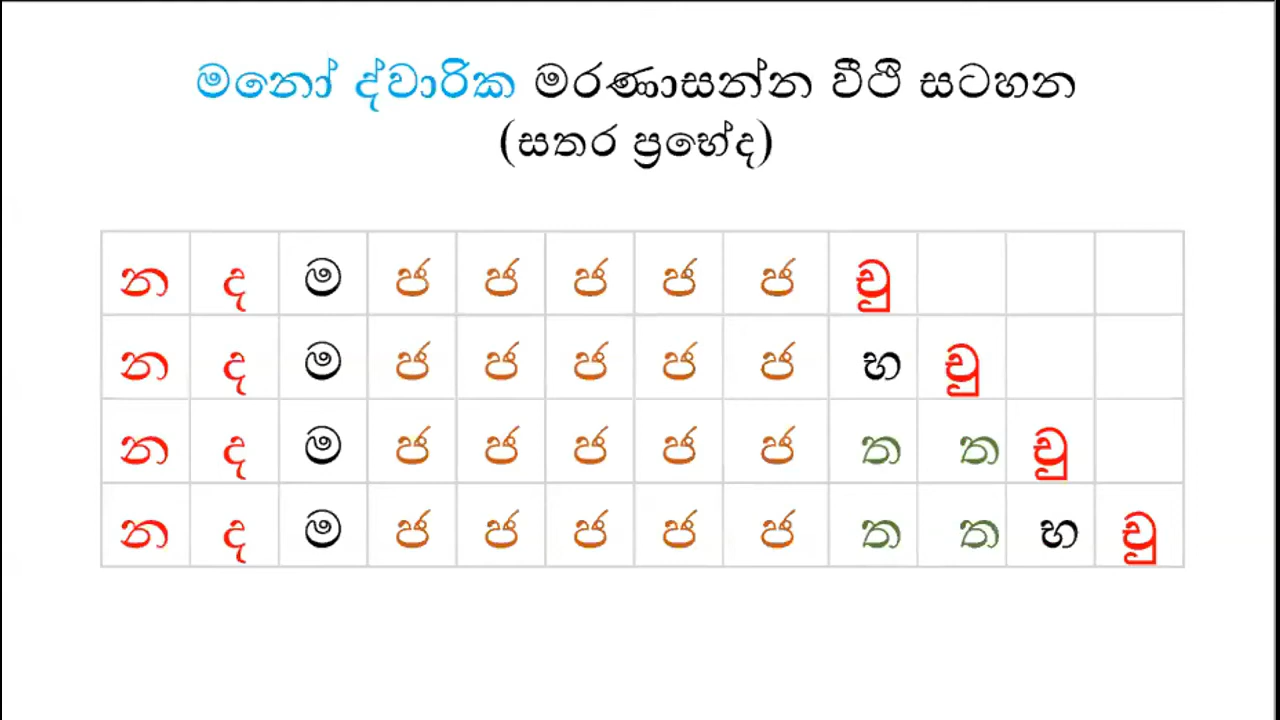 මනෝ ද්වාරික මරණාසන්න වීථි සටහන
(සතර ප්‍රභේද)
න ද ම ජ ජ ජ ජ ජ චු
න ද ම ජ ජ ජ ජ ජ භ චු
න ද ම ජ ජ ජ ජ ජ ත ත චු
න ද ම ජ ජ ජ ජ ජ ත ත භ චු